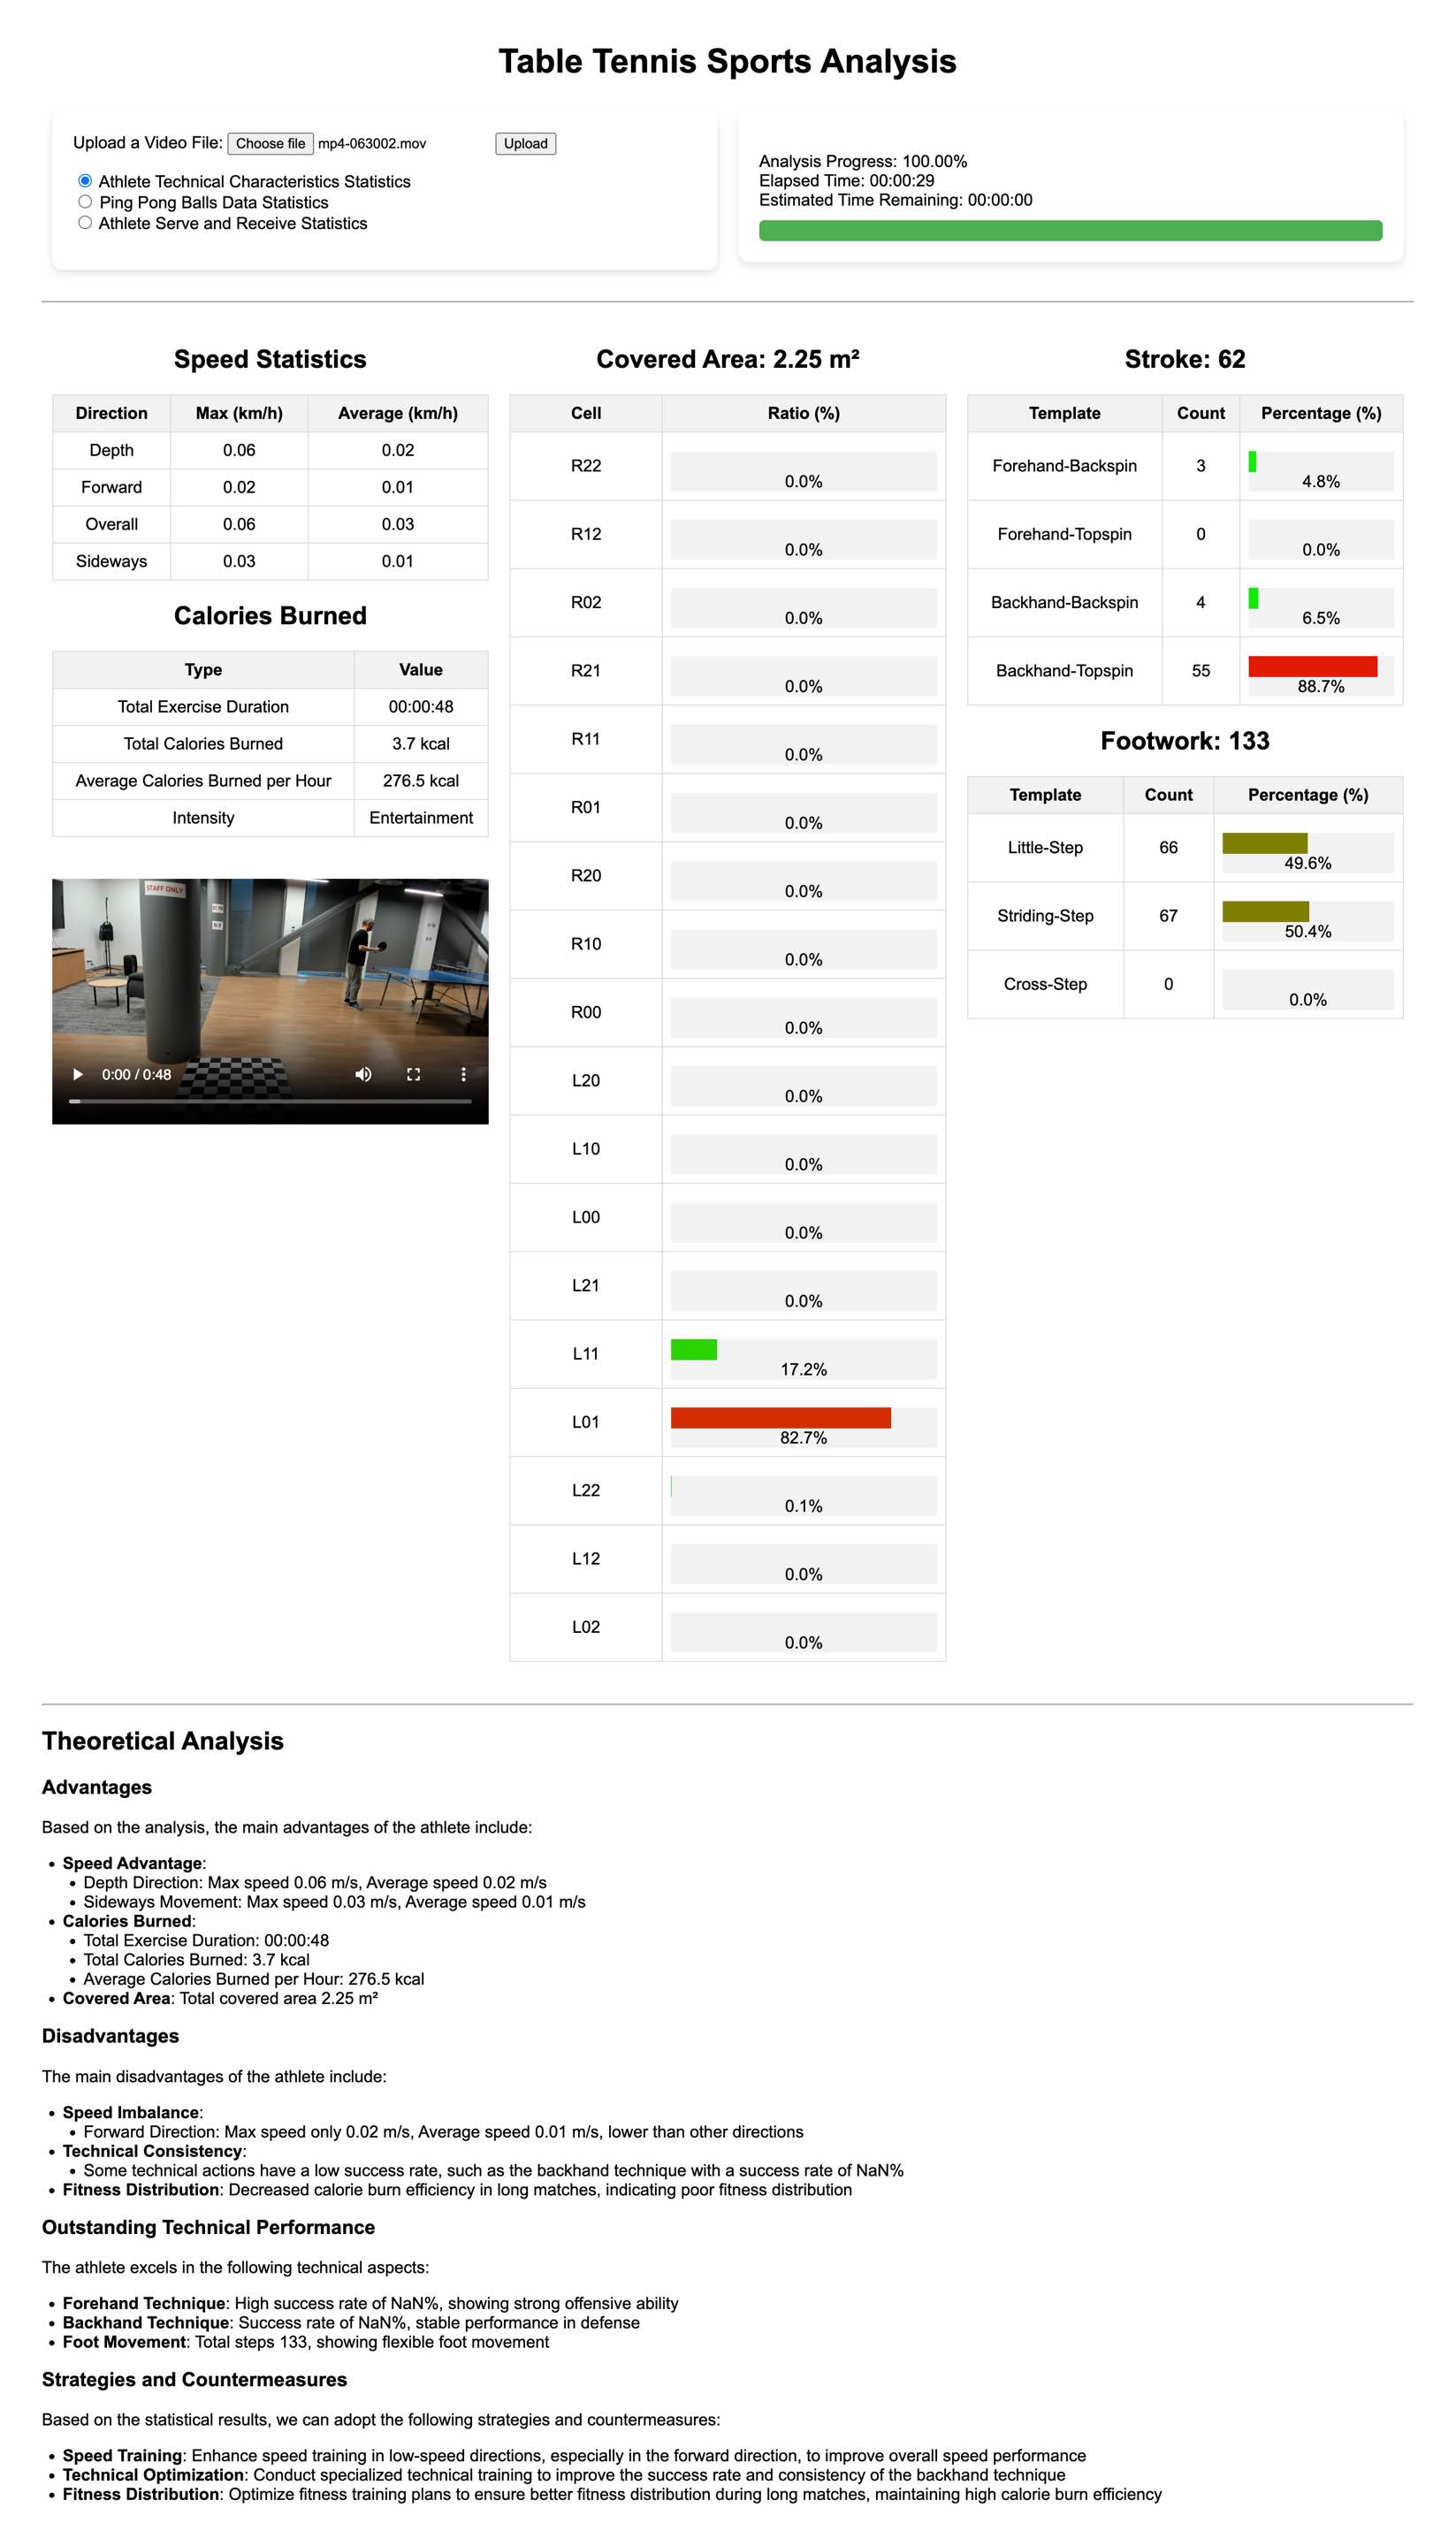 Table Tennis Sports Analysis
Upload a Video File: Choose file mp4-063002.mov Upload
Athlete Technical Characteristics Statistics
Ping Pong Balls Data Statistics
Athlete Serve and Receive Statistics
Analysis Progress: 100.00%
Elapsed Time: 00:00:29
Estimated Time Remaining: 00:00:00
Speed Statistics
Direction Max (km/h) Average (km/h)
Depth 0.06 0.02
Forward 0.02 0.01
Overall 0.06 0.03
Sideways 0.03 0.01
Calories Burned
Type Value
Total Exercise Duration 00:00:48
Total Calories Burned 3.7 kcal
Average Calories Burned per Hour 276.5 kcal
Intensity Entertainment
STAFF ONLY
0:00 / 0:48
Covered Area: 2.25 m²
Cell Ratio (%)
R22 0.0%
R12 0.0%
R02 0.0%
R21 0.0%
R11 0.0%
R01 0.0%
R20 0.0%
R10 0.0%
R00 0.0%
L20 0.0%
L10 0.0%
L00 0.0%
L21 0.0%
L11 17.2%
L01 82.7%
L22 0.1%
L12 0.0%
L02 0.0%
Stroke: 62
Template Count Percentage (%)
Forehand-Backspin 3 4.8%
Forehand-Topspin 0 0.0%
Backhand-Backspin 4 6.5%
Backhand-Topspin 55 88.7%
Footwork: 133
Template Count Percentage (%)
Little-Step 66 49.6%
Striding-Step 67 50.4%
Cross-Step 0 0.0%
Theoretical Analysis
Advantages
Based on the analysis, the main advantages of the athlete include:
• Speed Advantage:
• Depth Direction: Max speed 0.06 m/s, Average speed 0.02 m/s
• Sideways Movement: Max speed 0.03 m/s, Average speed 0.01 m/s
• Calories Burned:
• Total Exercise Duration: 00:00:48
• Total Calories Burned: 3.7 kcal
• Average Calories Burned per Hour: 276.5 kcal
• Covered Area: Total covered area 2.25 m²
Disadvantages
The main disadvantages of the athlete include:
• Speed Imbalance:
• Forward Direction: Max speed only 0.02 m/s, Average speed 0.01 m/s, lower than other directions
• Technical Consistency:
• Some technical actions have a low success rate, such as the backhand technique with a success rate of NaN%
• Fitness Distribution: Decreased calorie burn efficiency in long matches, indicating poor fitness distribution
Outstanding Technical Performance
The athlete excels in the following technical aspects:
• Forehand Technique: High success rate of NaN%, showing strong offensive ability
• Backhand Technique: Success rate of NaN%, stable performance in defense
• Foot Movement: Total steps 133, showing flexible foot movement
Strategies and Countermeasures
Based on the statistical results, we can adopt the following strategies and countermeasures:
• Speed Training: Enhance speed training in low-speed directions, especially in the forward direction, to improve overall speed performance
• Technical Optimization: Conduct specialized technical training to improve the success rate and consistency of the backhand technique
• Fitness Distribution: Optimize fitness training plans to ensure better fitness distribution during long matches, maintaining high calorie burn efficiency